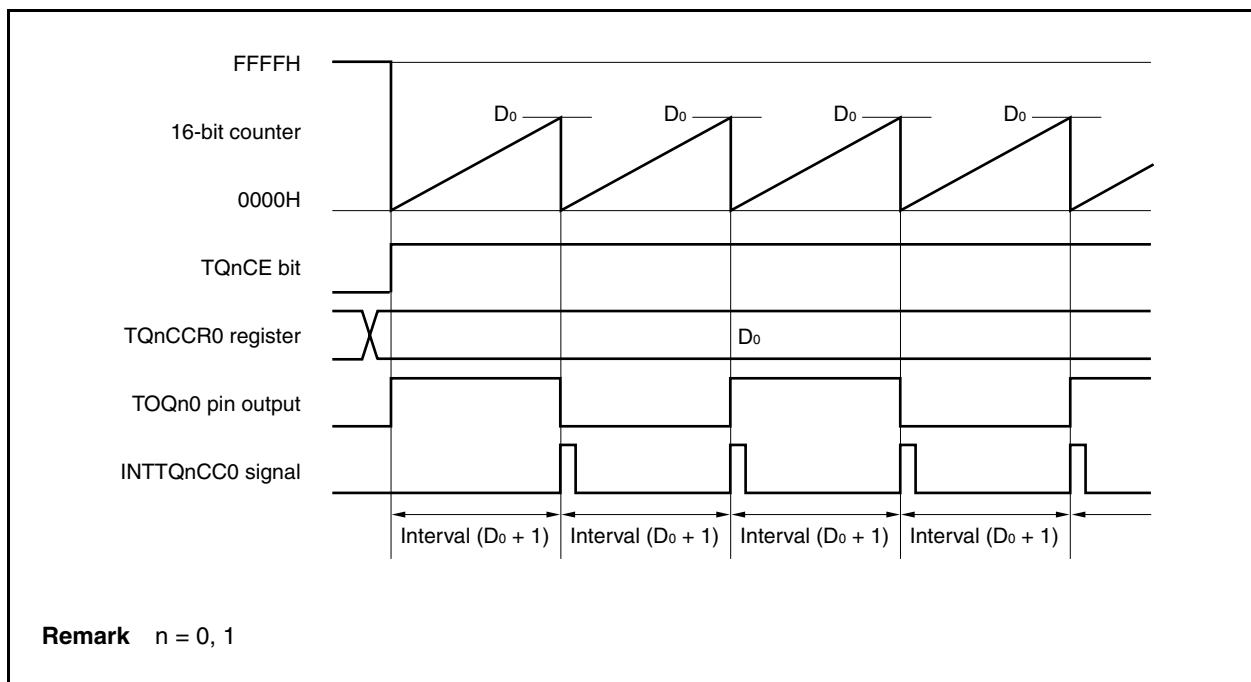 FFFFH
D0 D0 D0 D0
16-bit counter
0000H
TQnCE bit
TQnCCR0 register D0
TOQn0 pin output
INTTQnCC0 signal
Interval (D0 + 1) Interval (D0 + 1) Interval (D0 + 1) Interval (D0 + 1)
Remark n = 0, 1